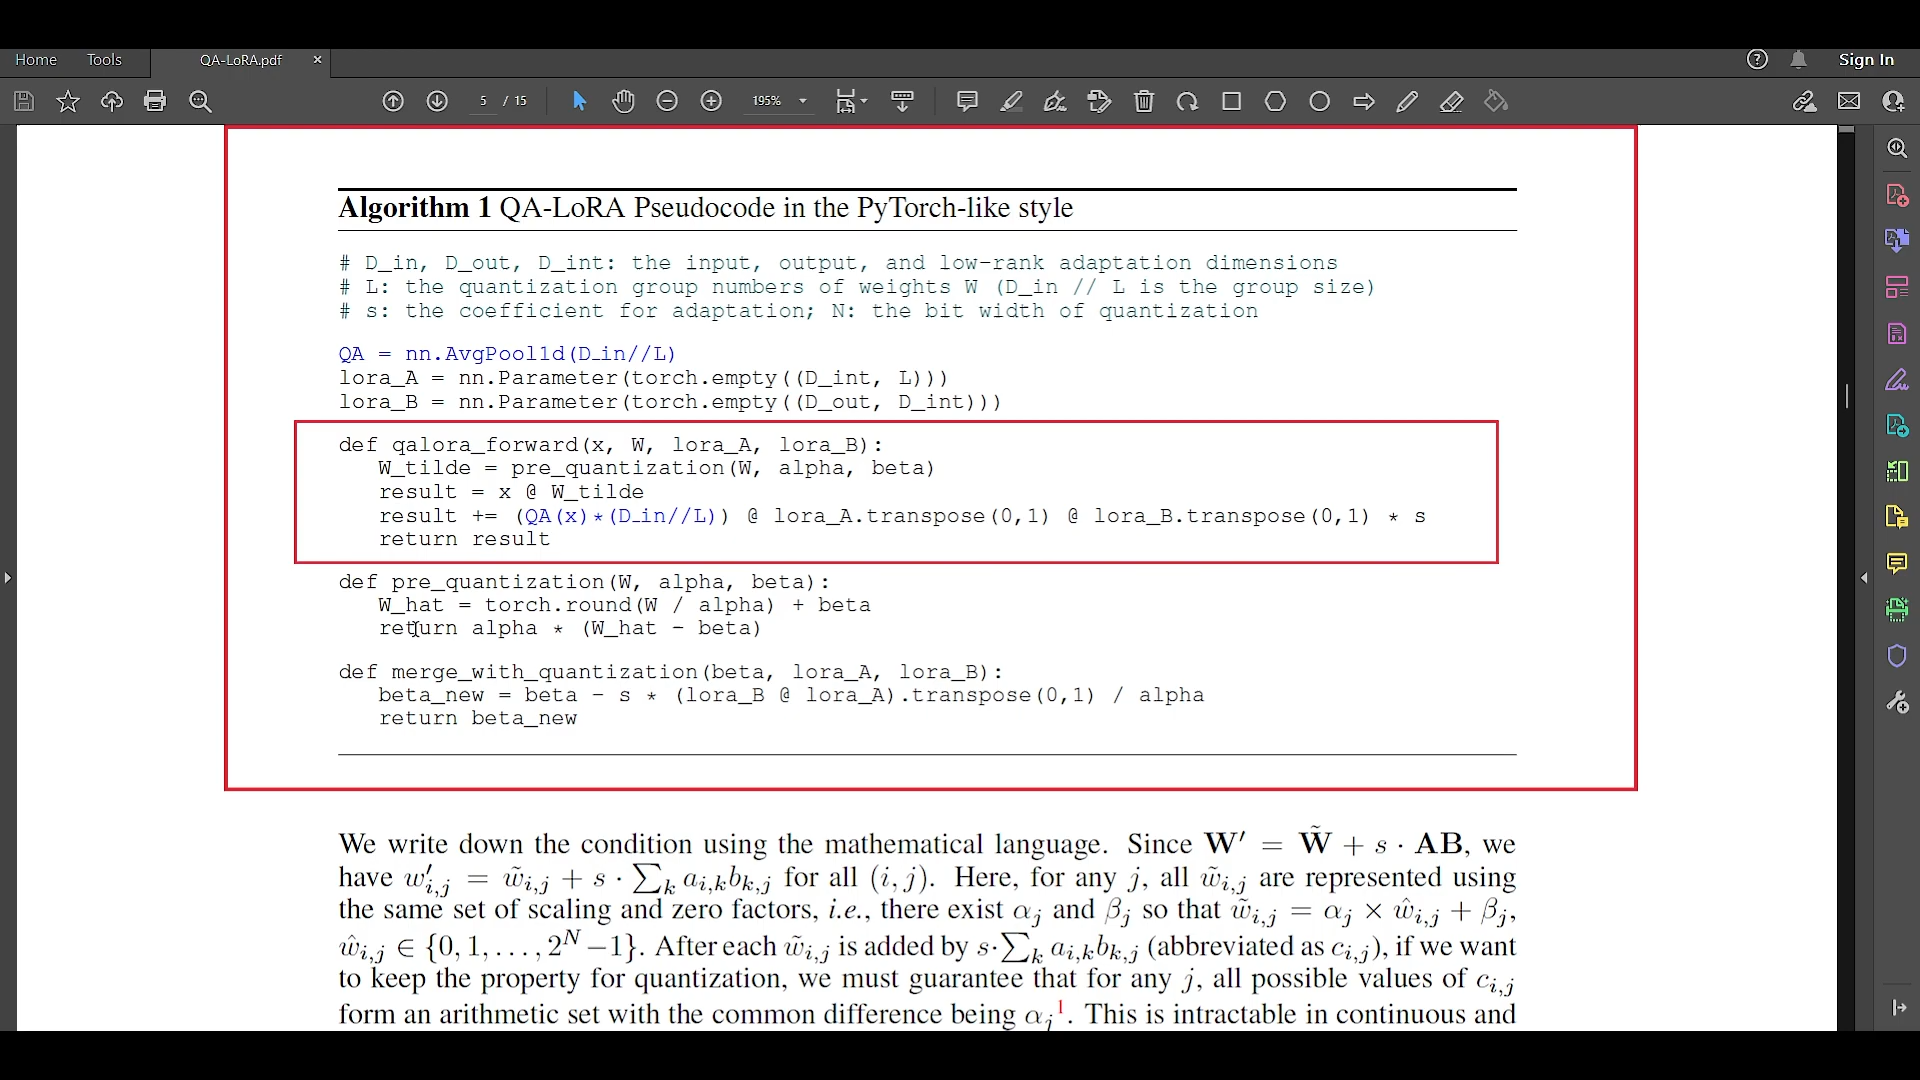 Home Tools QA-LoRA.pdf × Sign In
5 / 15 195%
Algorithm 1 QA-LoRA Pseudocode in the PyTorch-like style
# D_in, D_out, D_int: the input, output, and low-rank adaptation dimensions
# L: the quantization group numbers of weights W (D_in // L is the group size)
# s: the coefficient for adaptation; N: the bit width of quantization
QA = nn.AvgPool1d(D_in//L)
lora_A = nn.Parameter(torch.empty((D_int, L)))
lora_B = nn.Parameter(torch.empty((D_out, D_int)))
def qalora_forward(x, W, lora_A, lora_B):
W_tilde = pre_quantization(W, alpha, beta)
result = x @ W_tilde
result += (QA(x)*(D_in//L)) @ lora_A.transpose(0,1) @ lora_B.transpose(0,1) * s
return result
def pre_quantization(W, alpha, beta):
W_hat = torch.round(W / alpha) + beta
return alpha * (W_hat - beta)
def merge_with_quantization(beta, lora_A, lora_B):
beta_new = beta - s * (lora_B @ lora_A).transpose(0,1) / alpha
return beta_new
We write down the condition using the mathematical language. Since W′ = W̃ + s · AB, we
have w′i,j = w̃i,j + s · ∑k ai,kbk,j for all (i, j). Here, for any j, all w̃i,j are represented using
the same set of scaling and zero factors, i.e., there exist αj and βj so that w̃i,j = αj × ŵi,j + βj,
ŵi,j ∈ {0, 1, . . . , 2^N −1}. After each w̃i,j is added by s·∑k ai,kbk,j (abbreviated as ci,j), if we want
to keep the property for quantization, we must guarantee that for any j, all possible values of ci,j
form an arithmetic set with the common difference being αj¹. This is intractable in continuous and